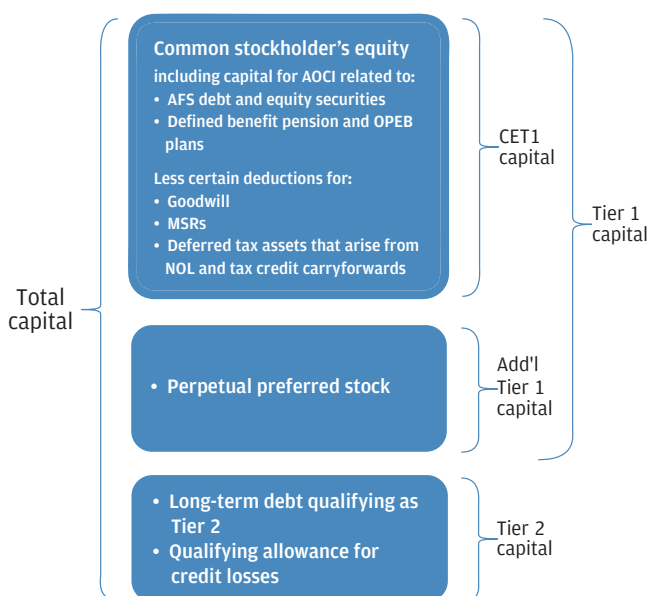 Common stockholder’s equity
including capital for AOCI related to:
• AFS debt and equity securities
• Defined benefit pension and OPEB
plans
Less certain deductions for:
• Goodwill
• MSRs
• Deferred tax assets that arise from
NOL and tax credit carryforwards
CET1
capital
Tier 1
capital
Total
capital
• Perpetual preferred stock
Add'l
Tier 1
capital
• Long-term debt qualifying as
Tier 2
• Qualifying allowance for
credit losses
Tier 2
capital